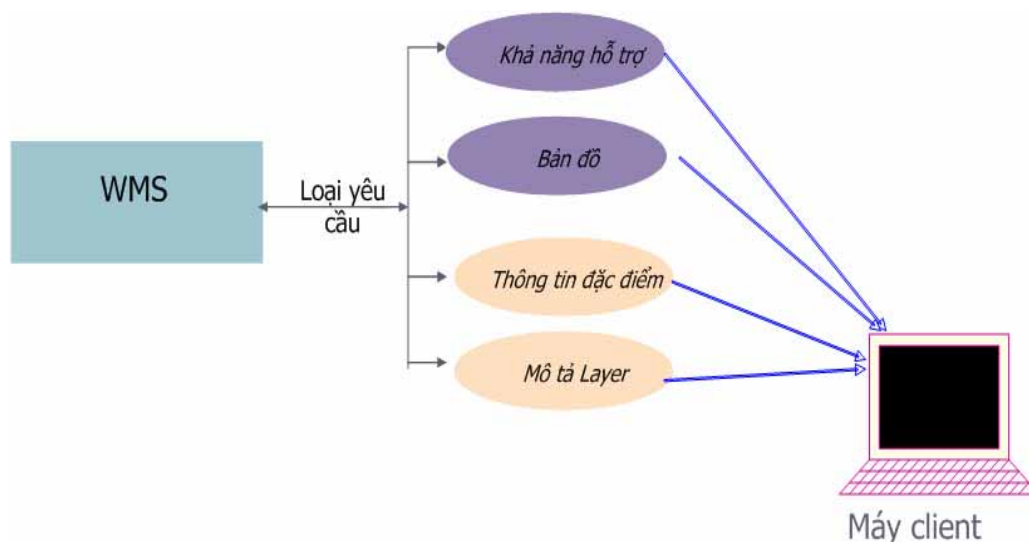 Khả năng hỗ trợ
Bản đồ
WMS
Loại yêu
cầu
Thông tin đặc điểm
Mô tả Layer
Máy client